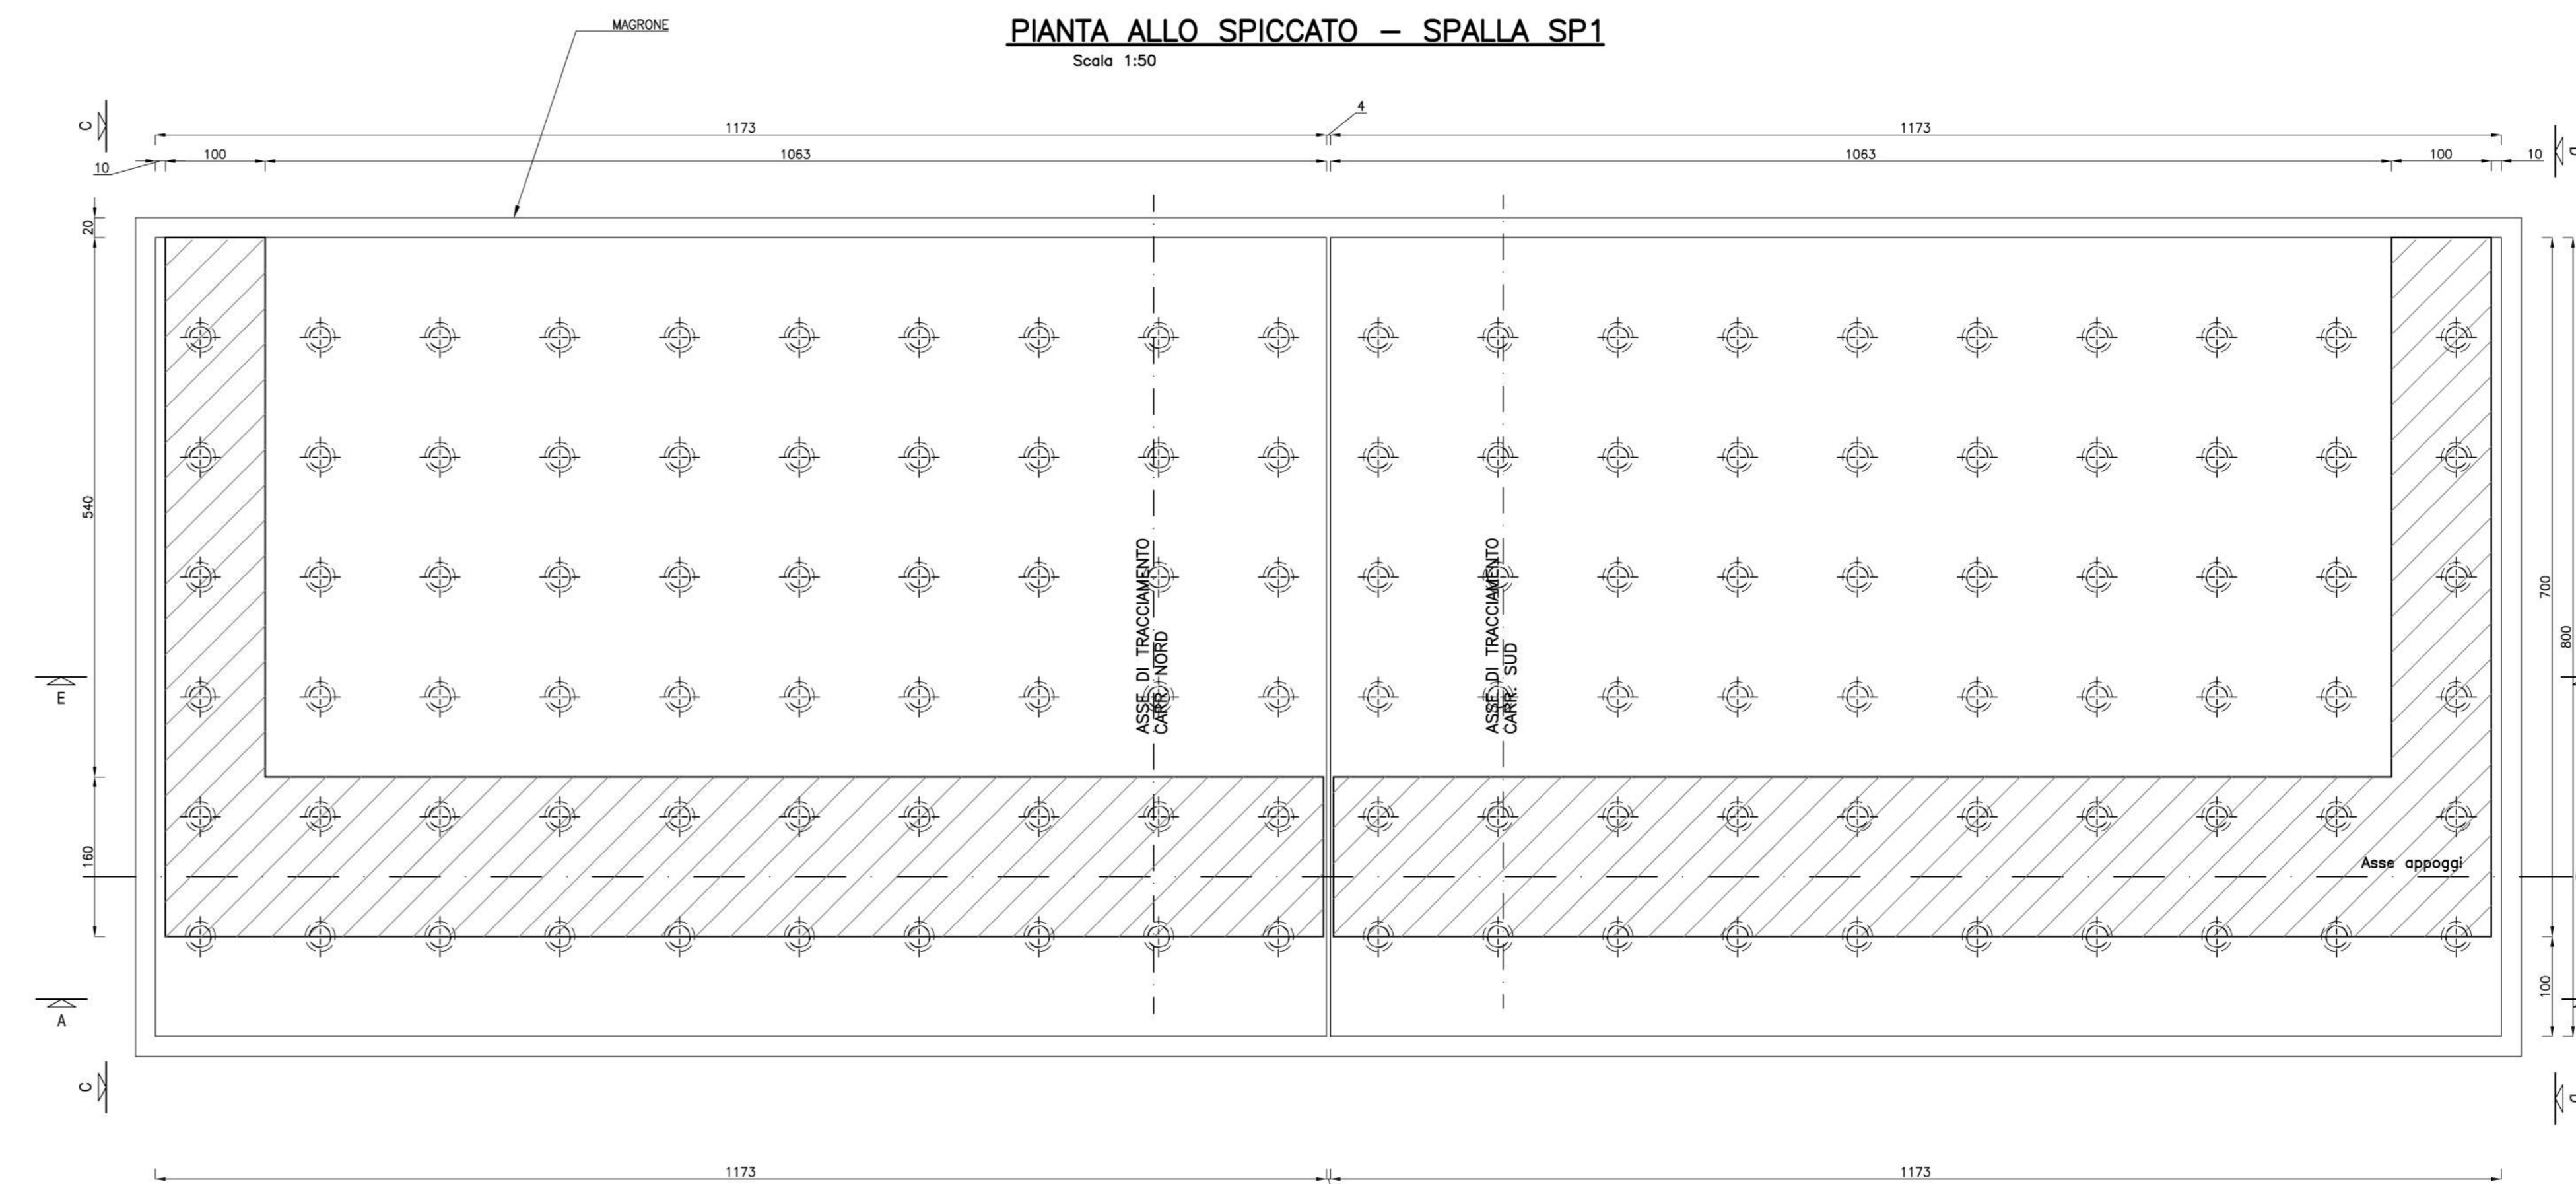 MAGRONE
PIANTA ALLO SPICCATO – SPALLA SP1
Scala 1:50
C
4
1173
1173
10
100
1063
1063
100
10
20
540
160
E
A
C
ASSE DI TRACCIAMENTO
CARR. NORD
ASSE DI TRACCIAMENTO
CARR. SUD
Asse appoggi
700
800
100
1173
1173